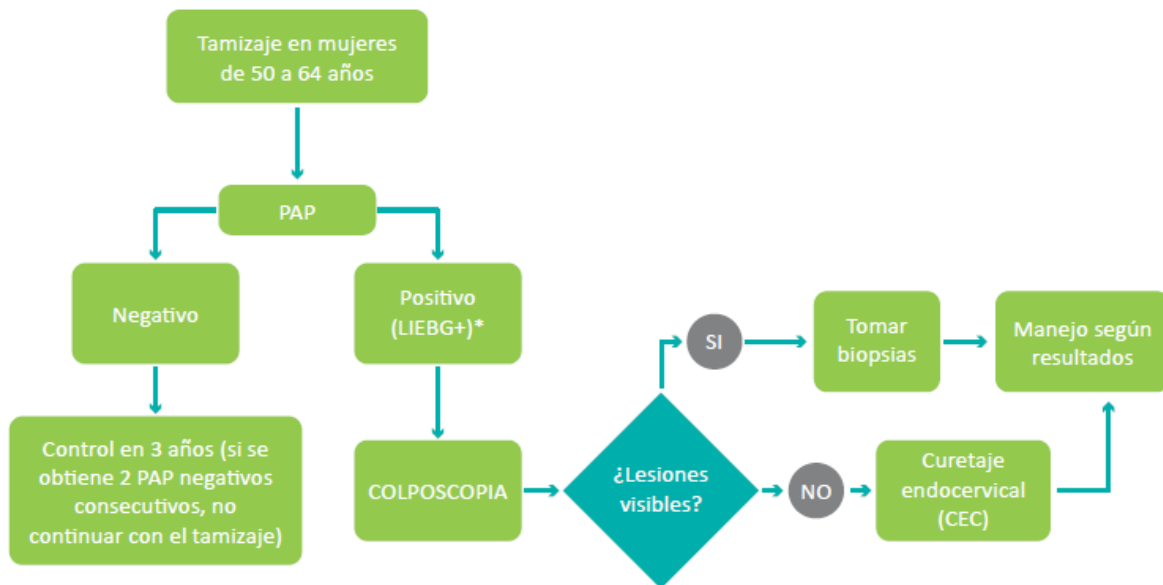 Tamizaje en mujeres
de 50 a 64 años
PAP
Negativo
Positivo
(LIEBG+)*
Control en 3 años (si se
obtiene 2 PAP negativos
consecutivos, no
continuar con el tamizaje)
COLPOSCOPIA
¿Lesiones
visibles?
SI
Tomar
biopsias
NO
Curetaje
endocervical
(CEC)
Manejo según
resultados